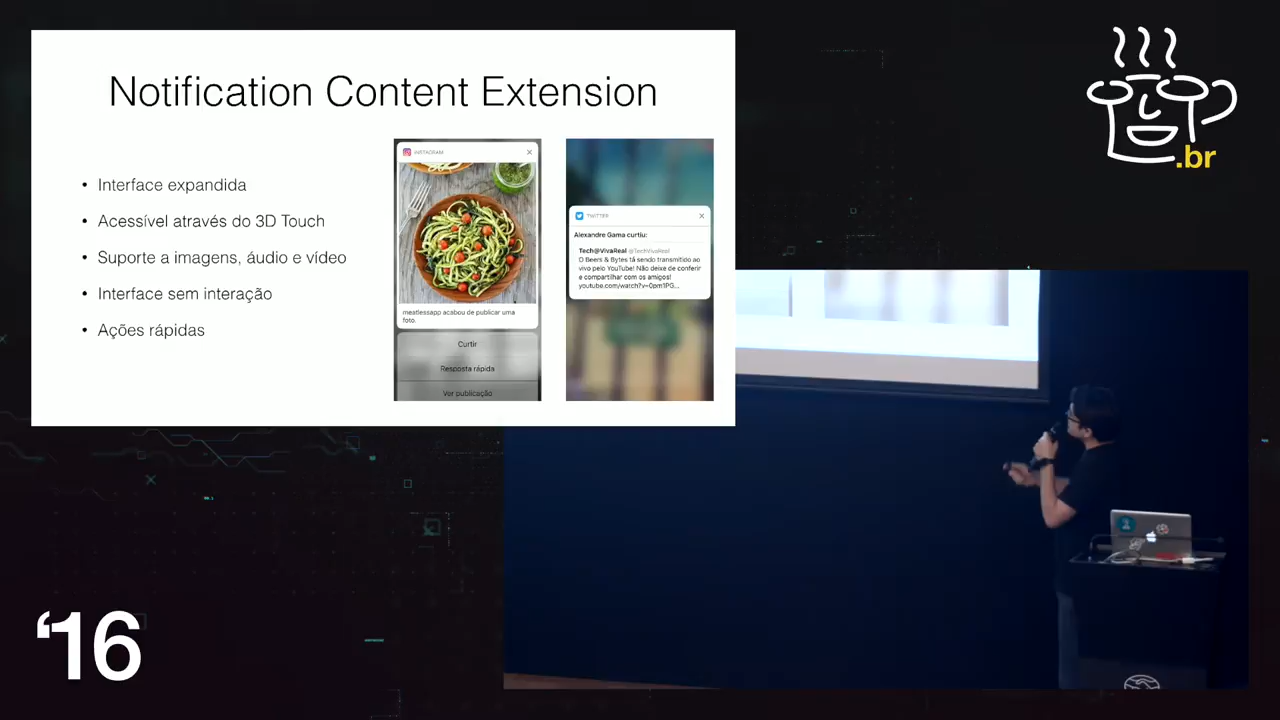 Notification Content Extension
• Interface expandida
• Acessível através do 3D Touch
• Suporte a imagens, áudio e vídeo
• Interface sem interação
• Ações rápidas
INSTAGRAM
meatlessapp acabou de publicar uma
foto.
Curtir
Resposta rápida
Ver publicação
TWITTER
Alexandre Gama curtiu:
Tech@VivaReal @TechVivaReal
O Beers & Bytes tá sendo transmitido ao
vivo pelo YouTube! Não deixe de conferir
e compartilhar com os amigos!
youtube.com/watch?v=0pm1PG...
.br
‘16